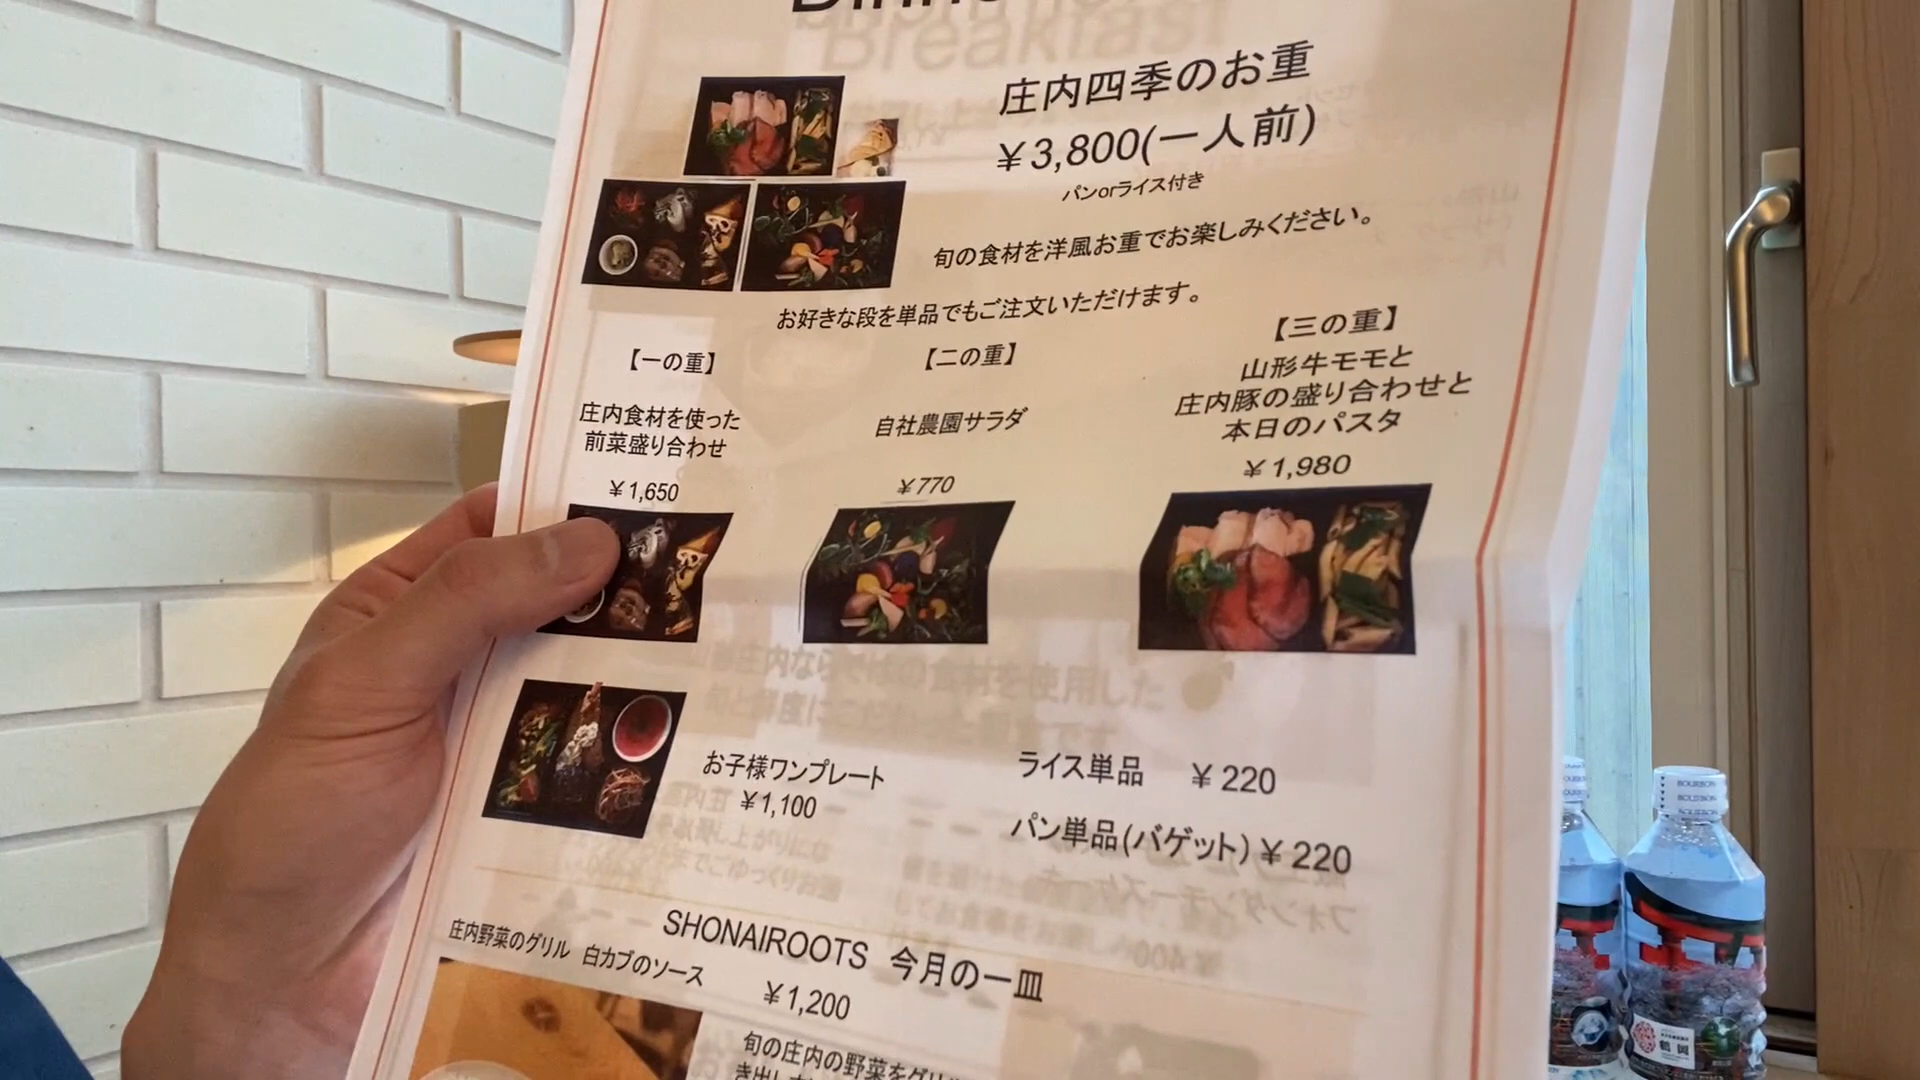 Dinn
Breakfast
庄内四季のお重
￥3,800(一人前)
パンorライス付き
旬の食材を洋風お重でお楽しみください。
お好きな段を単品でもご注文いただけます。
【一の重】
庄内食材を使った
前菜盛り合わせ
￥1,650
【二の重】
自社農園サラダ
￥770
【三の重】
山形牛モモと
庄内豚の盛り合わせと
本日のパスタ
￥1,980
お子様ワンプレート
￥1,100
ライス単品 ￥220
パン単品(バゲット)￥220
SHONAIROOTS 今月の一皿
庄内野菜のグリル 白カブのソース
￥1,200
旬の庄内の野菜をグリ
BOURBON
BOURBON
鶴岡